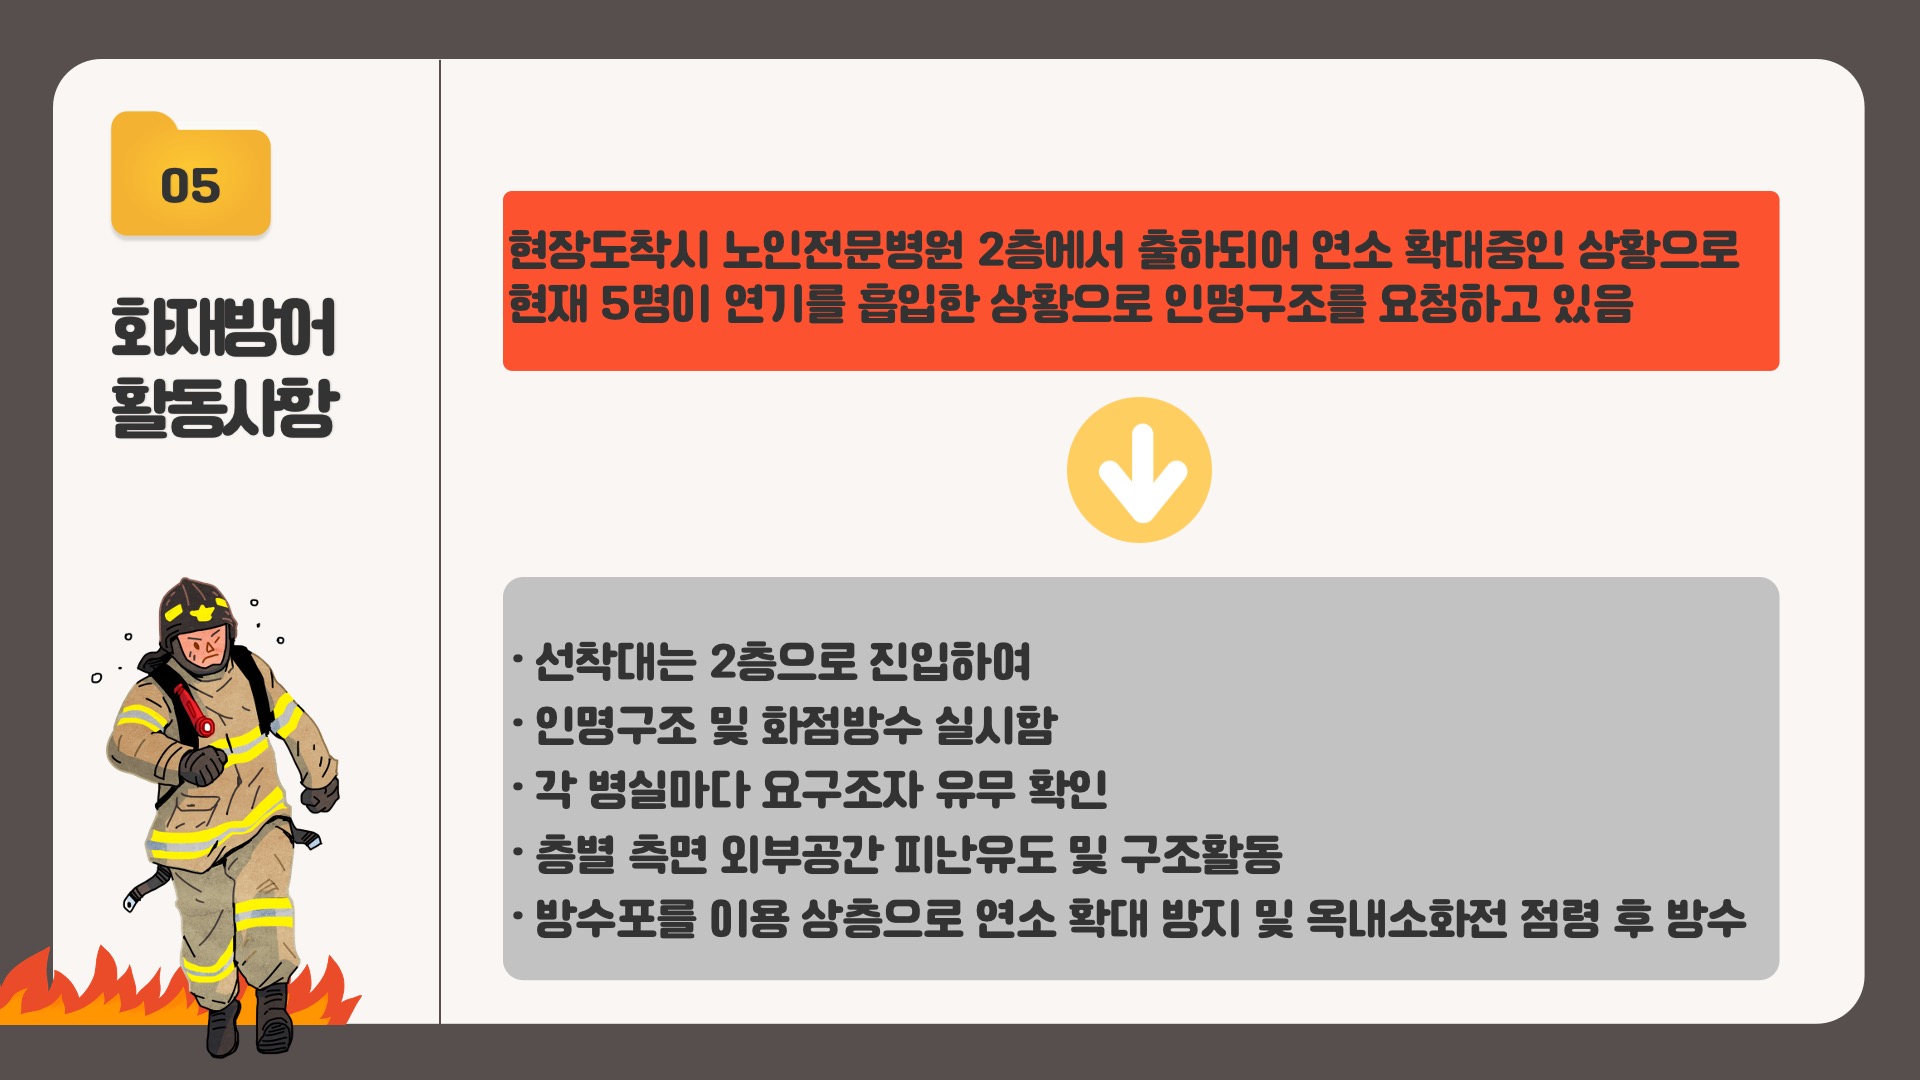 05
화재방어
활동사항
현장도착시 노인전문병원 2층에서 출하되어 연소 확대중인 상황으로
현재 5명이 연기를 흡입한 상황으로 인명구조를 요청하고 있음
· 선착대는 2층으로 진입하여
· 인명구조 및 화점방수 실시함
· 각 병실마다 요구조자 유무 확인
· 층별 측면 외부공간 피난유도 및 구조활동
· 방수포를 이용 상층으로 연소 확대 방지 및 옥내소화전 점령 후 방수